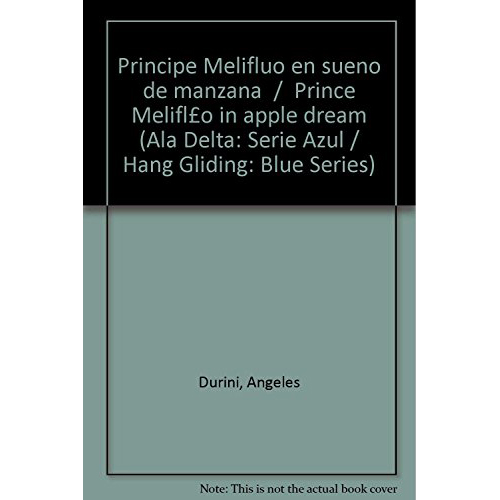 Principe Melifluo en sueno
de manzana / Prince
Melifl£o in apple dream
(Ala Delta: Serie Azul /
Hang Gliding: Blue Series)
Durini, Angeles
Note: This is not the actual book cover